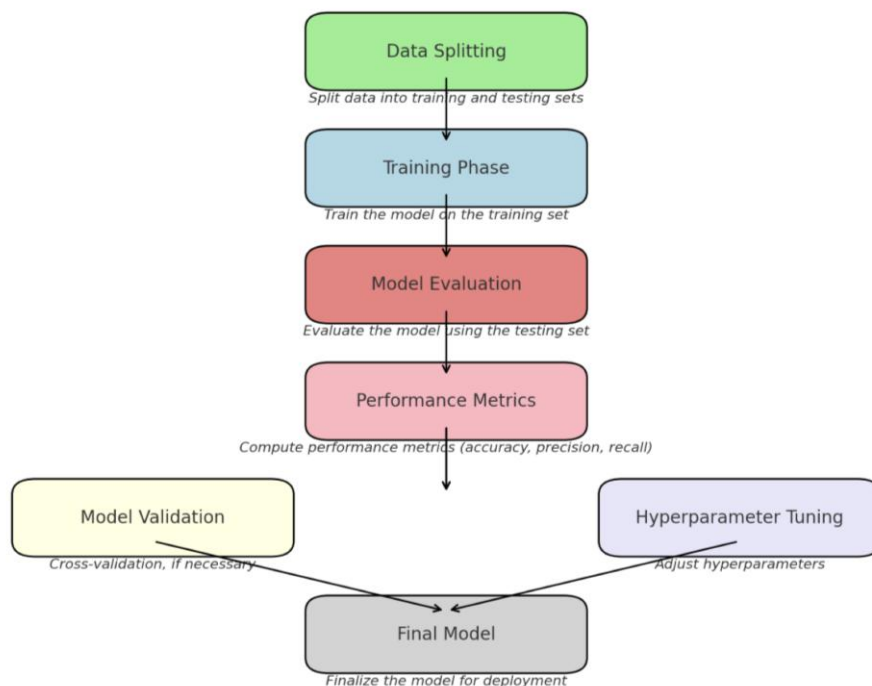 Data Splitting
Split data into training and testing sets
Training Phase
Train the model on the training set
Model Evaluation
Evaluate the model using the testing set
Performance Metrics
Compute performance metrics (accuracy, precision, recall)
Model Validation
Cross-validation, if necessary
Hyperparameter Tuning
Adjust hyperparameters
Final Model
Finalize the model for deployment